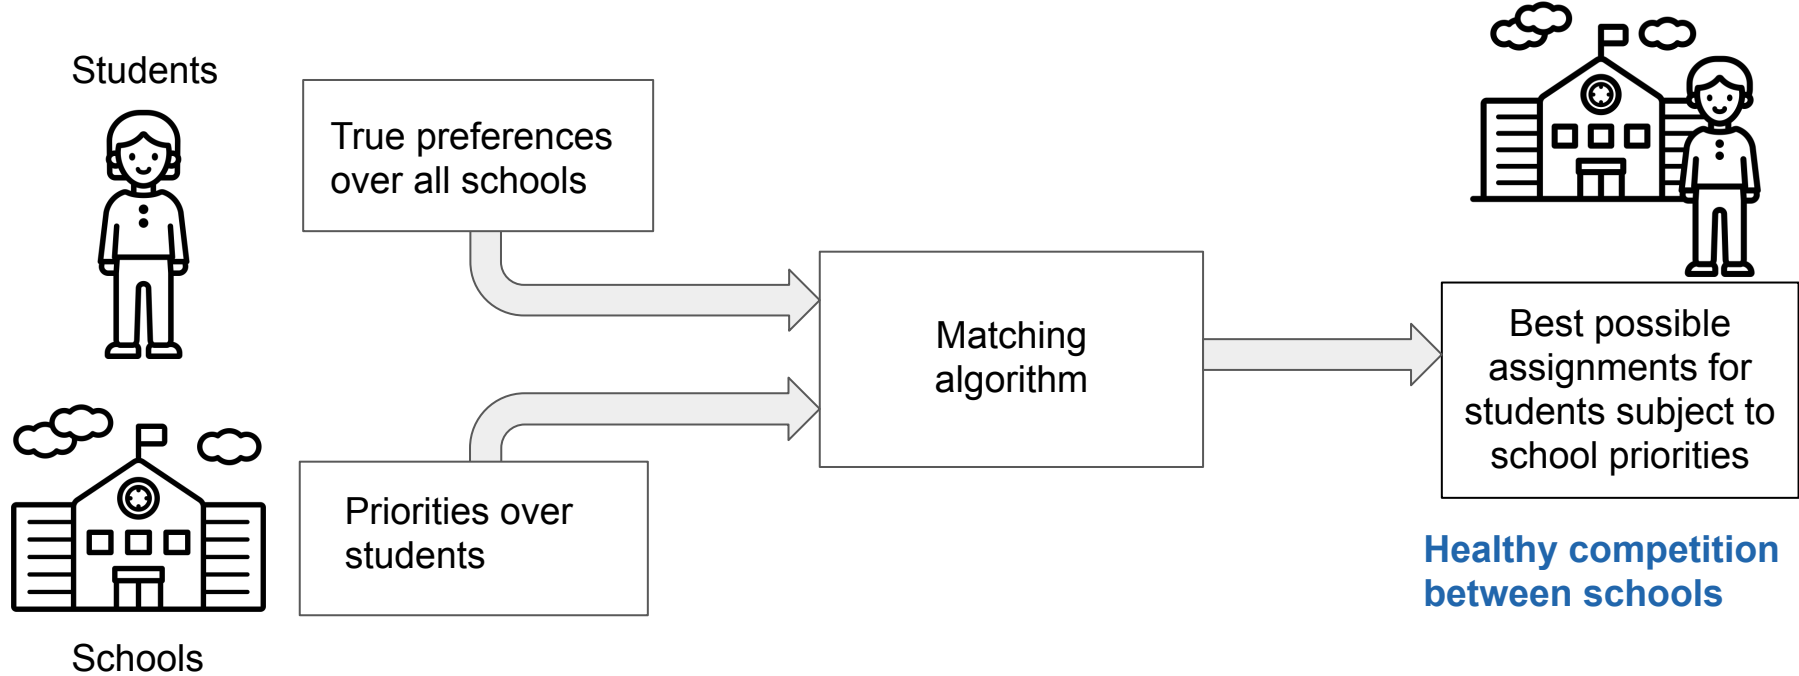 Students
True preferences
over all schools
Matching
algorithm
Best possible
assignments for
students subject to
school priorities
Priorities over
students
Healthy competition
between schools
Schools